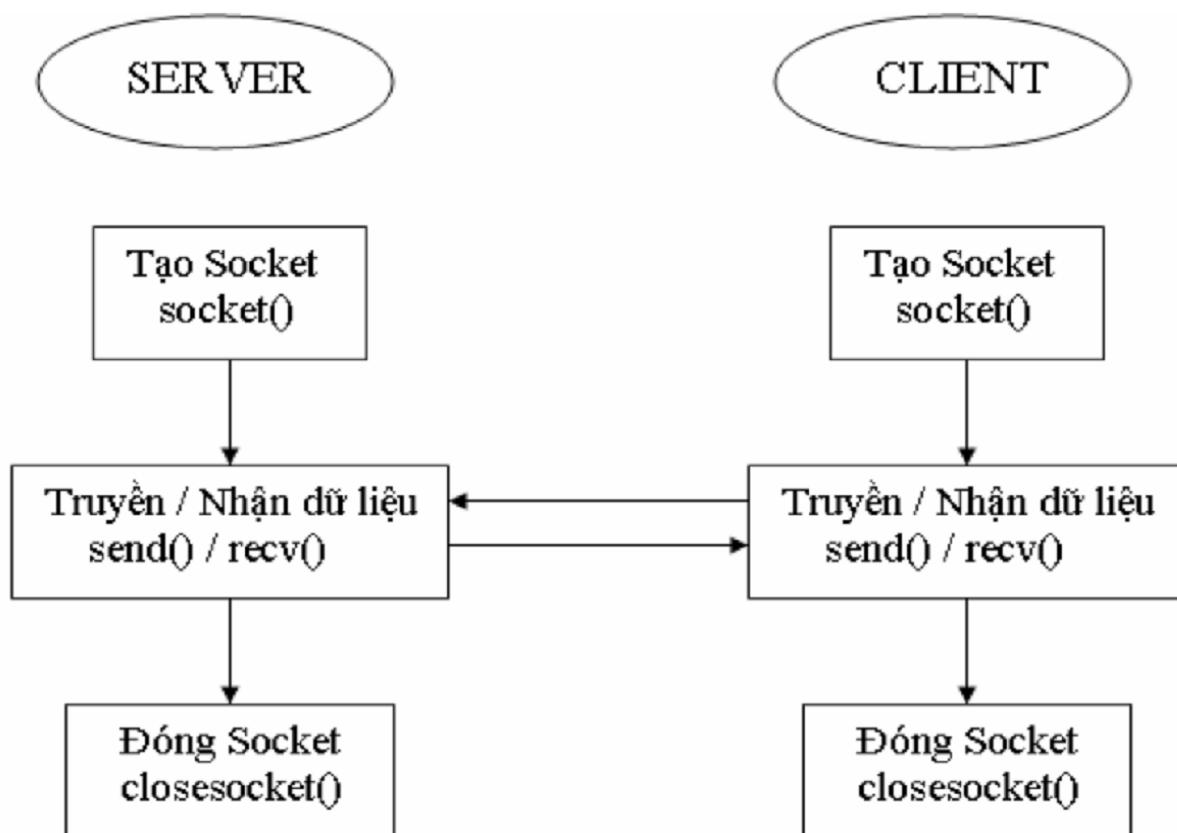 SERVER
CLIENT
Tạo Socket
socket()
Tạo Socket
socket()
Truyền / Nhận dữ liệu
send() / recv()
Truyền / Nhận dữ liệu
send() / recv()
Đóng Socket
closesocket()
Đóng Socket
closesocket()